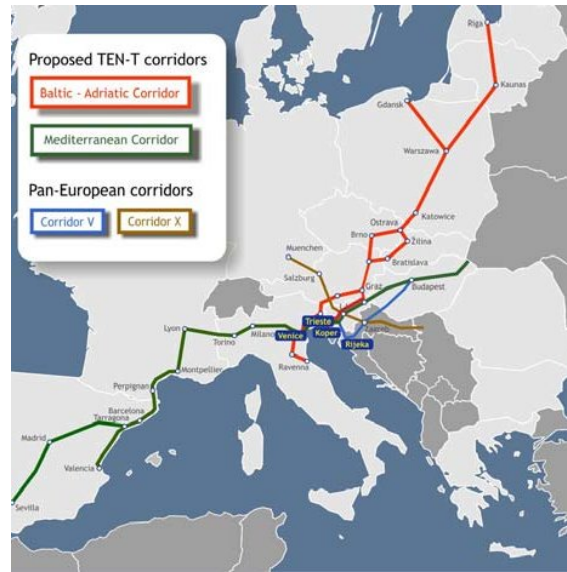 Proposed TEN-T corridors
Baltic - Adriatic Corridor
Mediterranean Corridor
Pan-European corridors
Corridor V Corridor X
Riga
Kaunas
Gdansk
Warszawa
Katowice
Ostrava
Brno
Žilina
Muenchen
Bratislava
Salzburg
Graz
Budapest
Trieste
Lyon
Koper
Zagreb
Milano
Venice
Rijeka
Torino
Ravenna
Montpellier
Perpignan
Barcelona
Tarragona
Madrid
Valencia
Sevilla